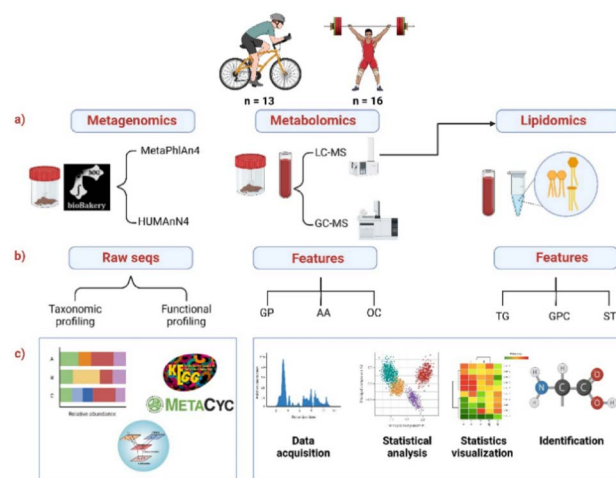 n = 13
n = 16
a)
Metagenomics
Metabolomics
Lipidomics
MetaPhlAn4
LC-MS
bioBakery
HUMAnN4
GC-MS
b)
Raw seqs
Features
Features
Taxonomic profiling
Functional profiling
GP
AA
OC
TG
GPC
ST
c)
A
B
C
Relative abundance
KEGG
METACYC
Data acquisition
Statistical analysis
Statistics visualization
Identification
H
H
O
N
C
C
H
H
O
H